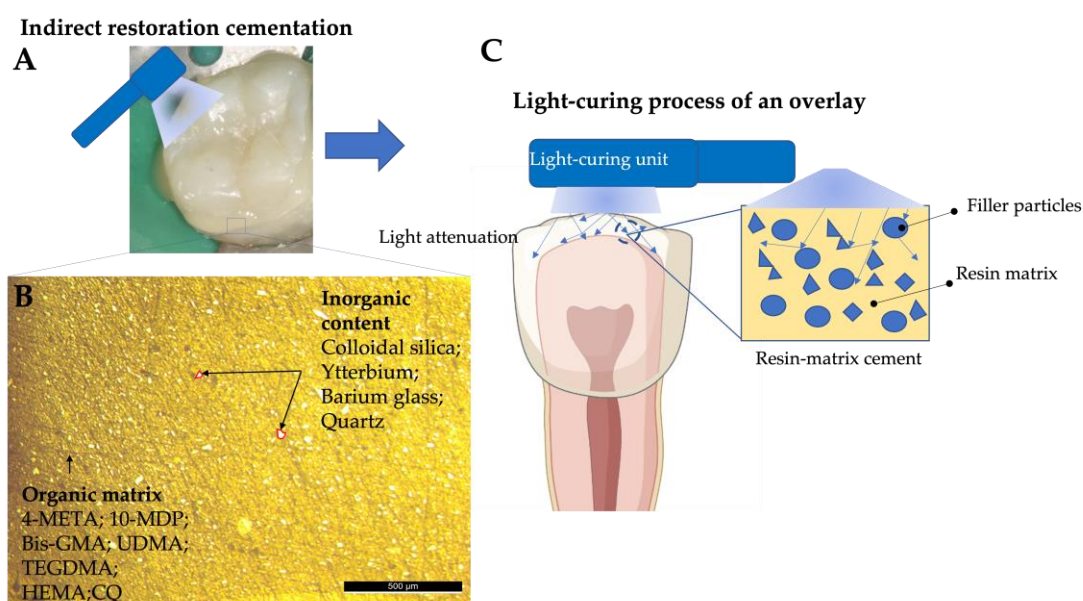 Indirect restoration cementation
A
B
Inorganic
content
Colloidal silica;
Ytterbium;
Barium glass;
Quartz
Organic matrix
4-META; 10-MDP;
Bis-GMA; UDMA;
TEGDMA;
HEMA;CQ
500 µm
C
Light-curing process of an overlay
Light-curing unit
Light attenuation
Filler particles
Resin matrix
Resin-matrix cement